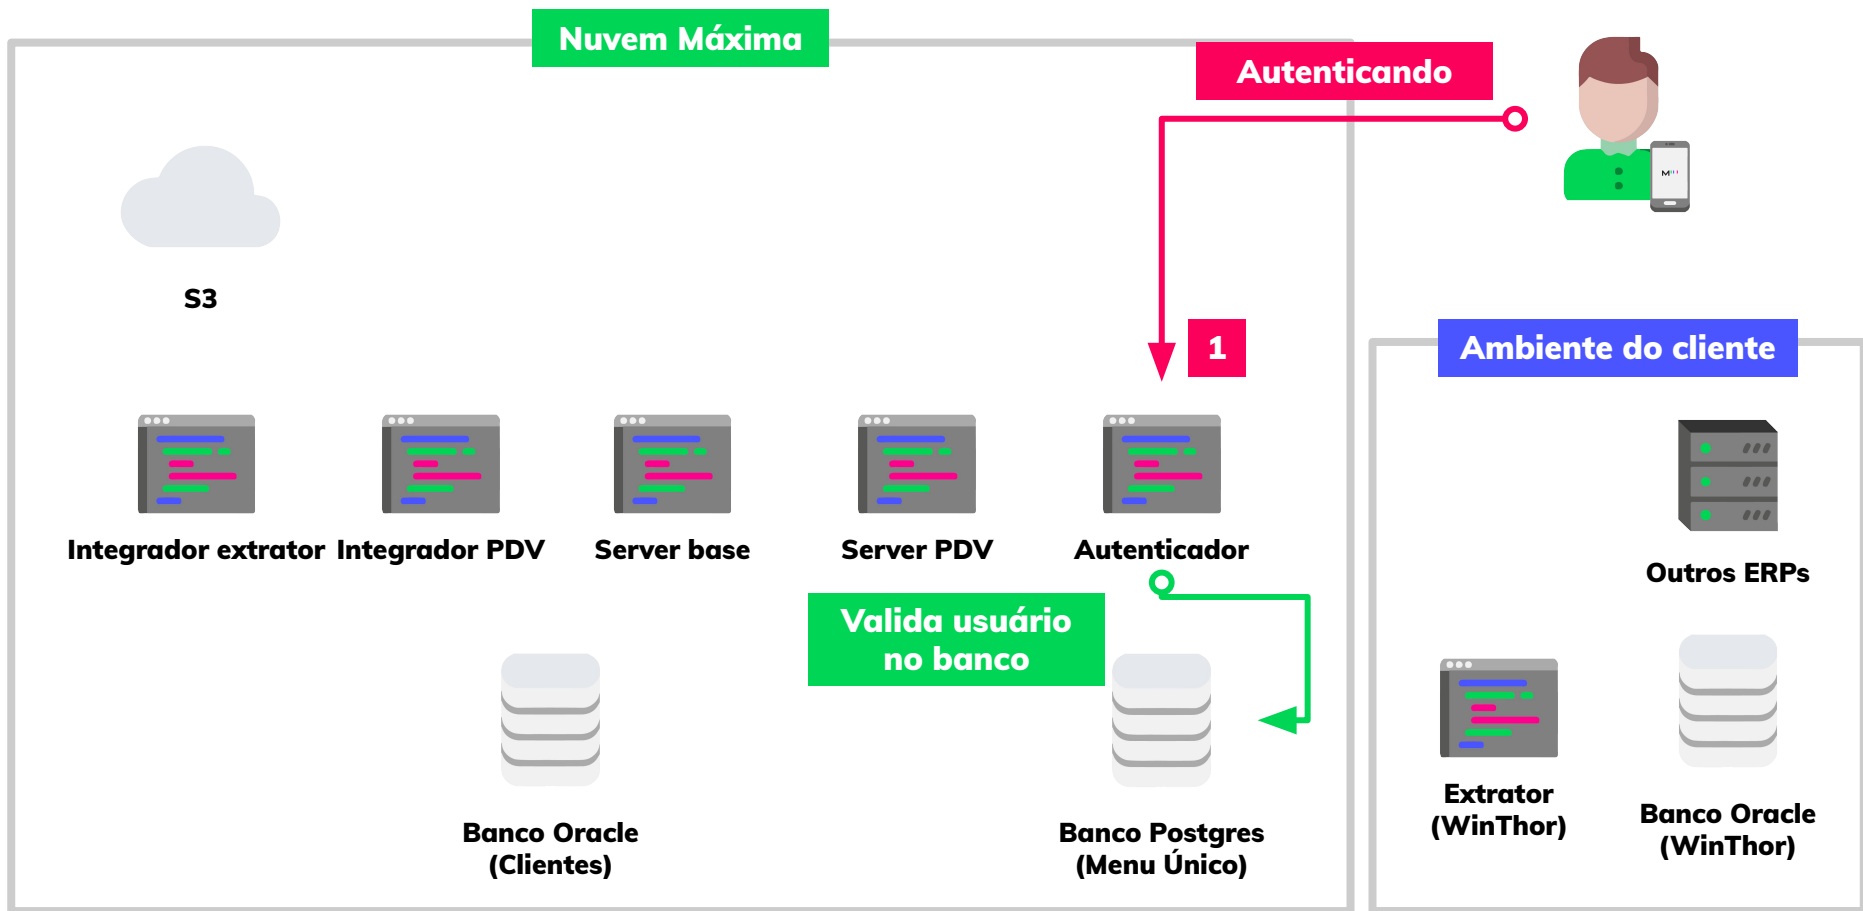 Nuvem Máxima
Autenticando
S3
1
Ambiente do cliente
Integrador extrator
Integrador PDV
Server base
Server PDV
Autenticador
Outros ERPs
Valida usuário
no banco
Extrator
(WinThor)
Banco Oracle
(WinThor)
Banco Oracle
(Clientes)
Banco Postgres
(Menu Único)